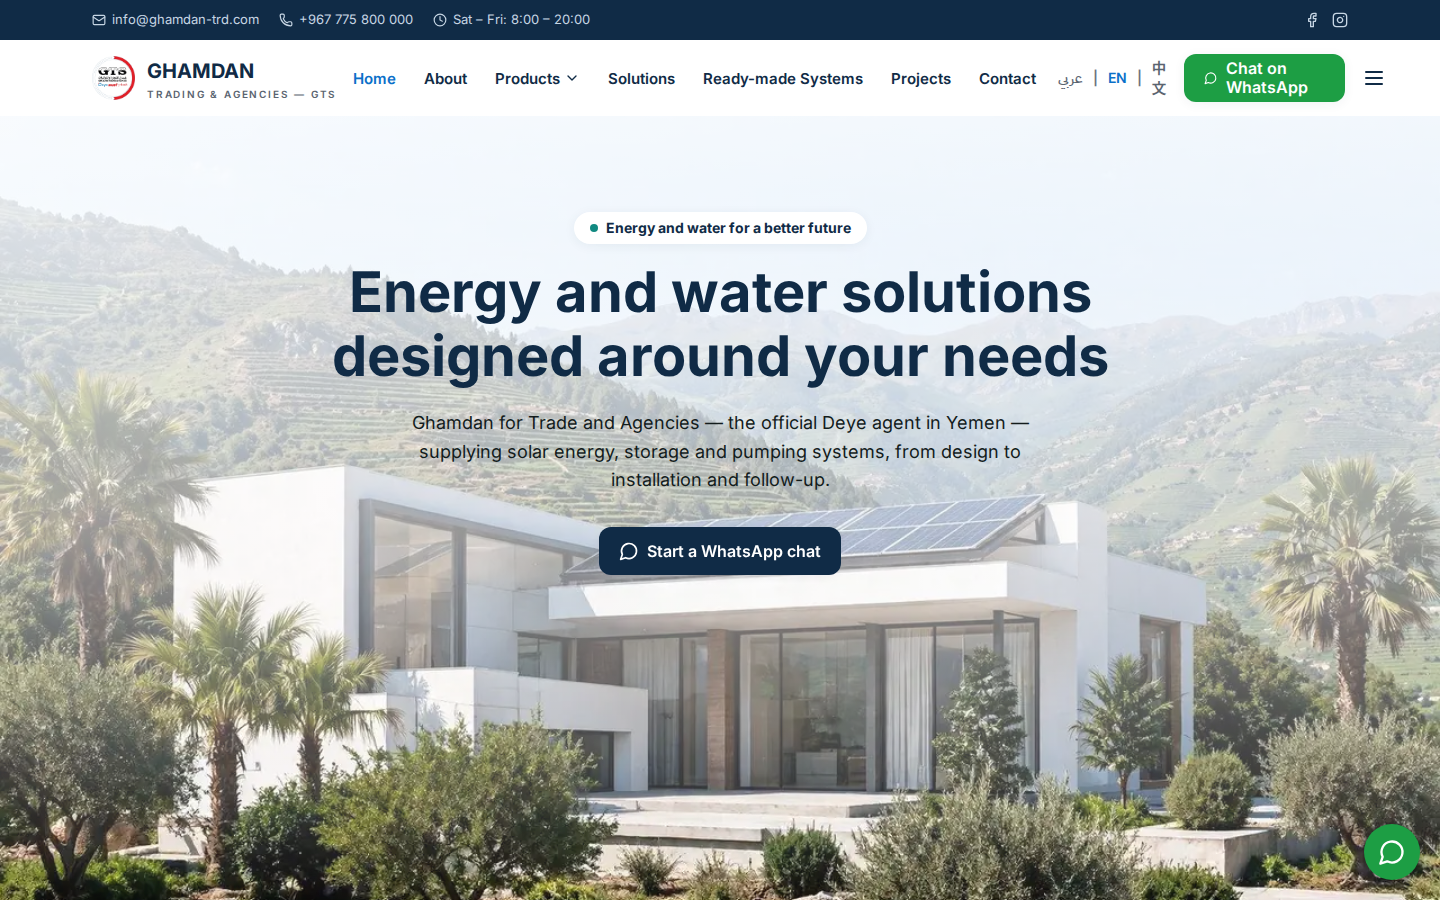 info@ghamdan-trd.com
+967 775 800 000
Sat – Fri: 8:00 – 20:00
GTS
GHAMDAN
TRADING & AGENCIES — GTS
Home
About
Products
Solutions
Ready-made Systems
Projects
Contact
عربي | EN | 中文
Chat on
WhatsApp
Energy and water for a better future
Energy and water solutions
designed around your needs
Ghamdan for Trade and Agencies — the official Deye agent in Yemen —
supplying solar energy, storage and pumping systems, from design to
installation and follow-up.
Start a WhatsApp chat